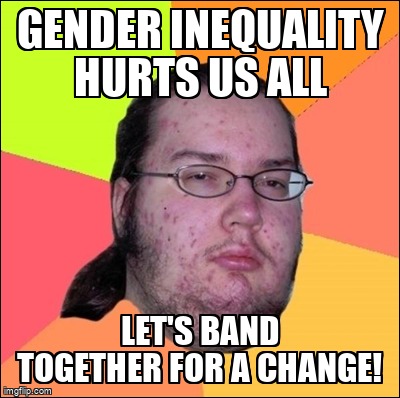 GENDER INEQUALITY
HURTS US ALL
LET'S BAND
TOGETHER FOR A CHANGE!
imgflip.com